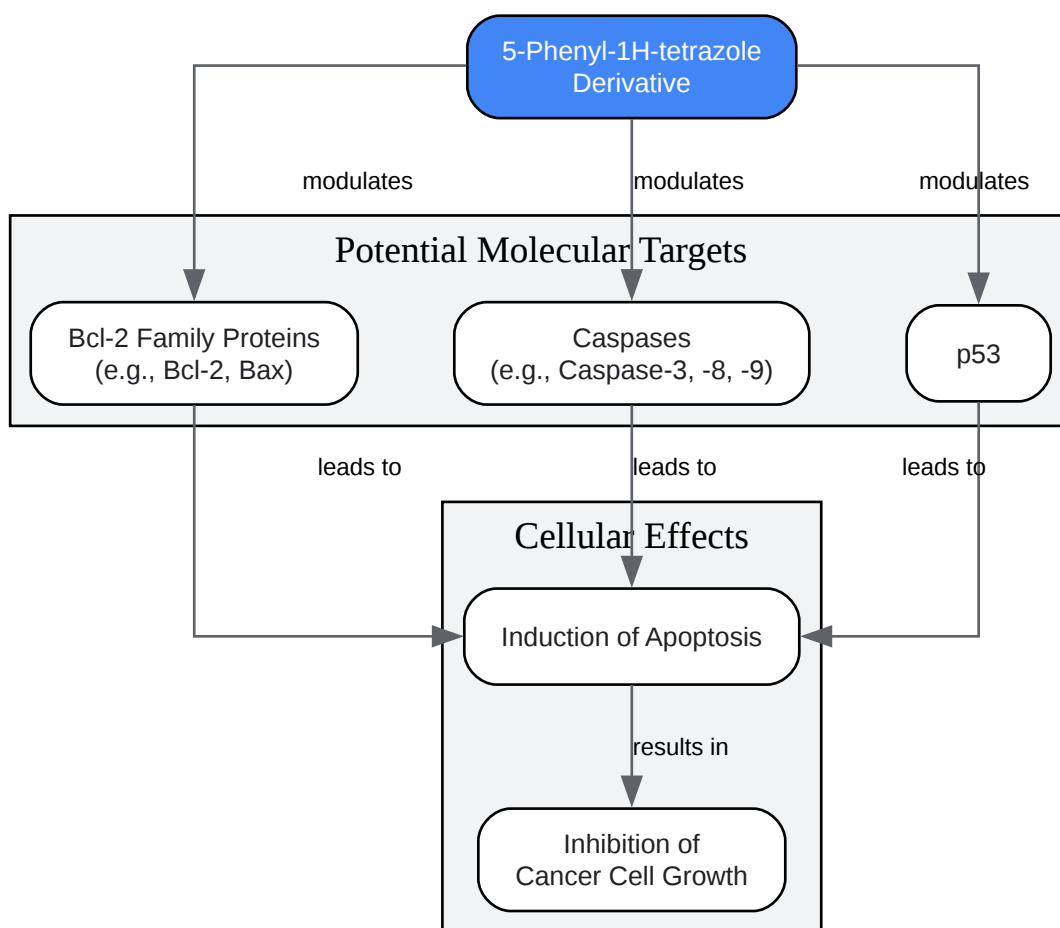 5-Phenyl-1H-tetrazole
Derivative
modulates
modulates
modulates
Potential Molecular Targets
Bcl-2 Family Proteins
(e.g., Bcl-2, Bax)
Caspases
(e.g., Caspase-3, -8, -9)
p53
leads to
leads to
leads to
Cellular Effects
Induction of Apoptosis
results in
Inhibition of
Cancer Cell Growth